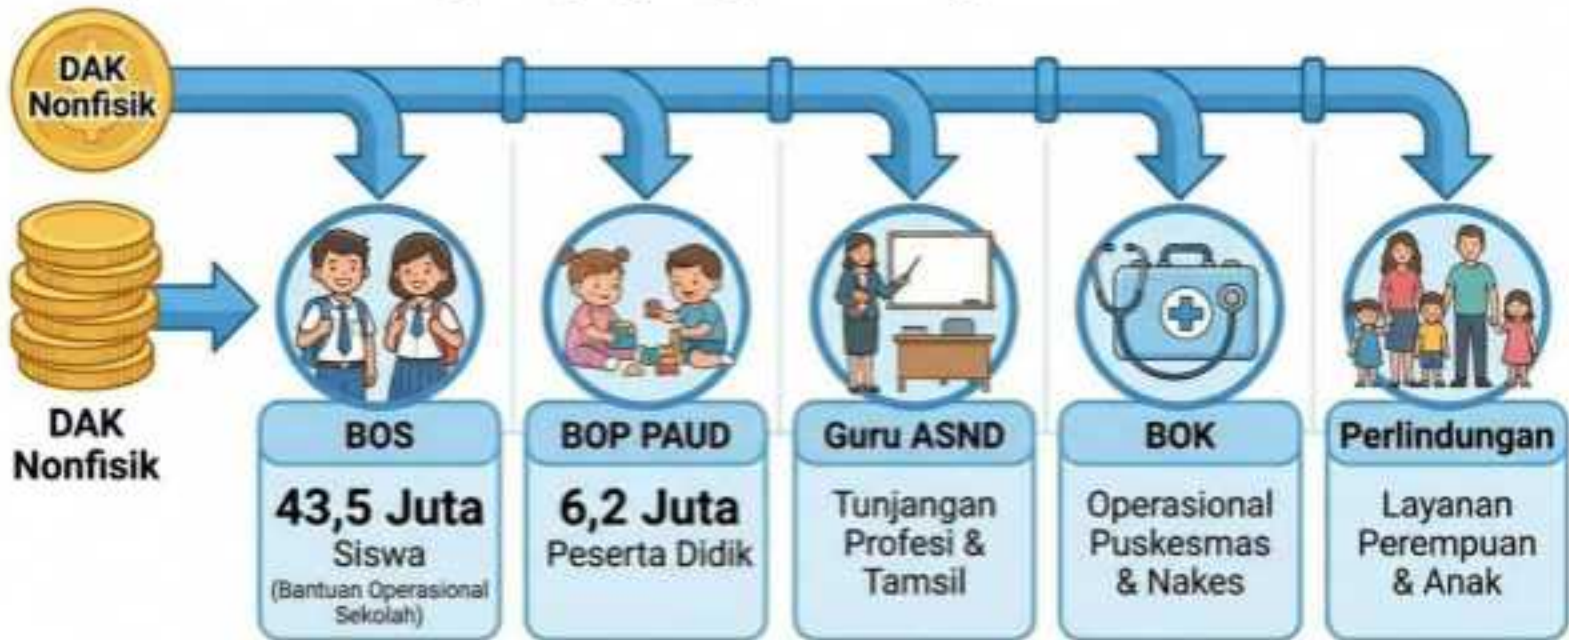 DAK
Nonfisik
DAK
Nonfisik
BOS
43,5 Juta
Siswa
(Bantuan Operasional
Sekolah)
BOP PAUD
6,2 Juta
Peserta Didik
Guru ASND
Tunjangan
Profesi &
Tamsil
BOK
Operasional
Puskesmas
& Nakes
Perlindungan
Layanan
Perempuan
& Anak